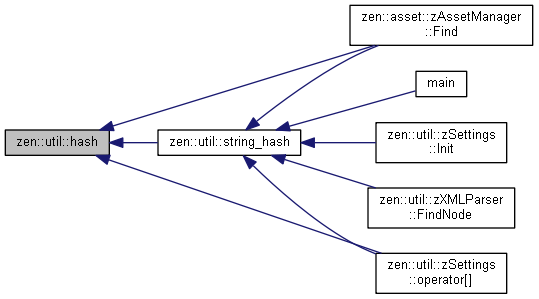 zen::asset::zAssetManager
::Find
main
zen::util::hash
zen::util::string_hash
zen::util::zSettings
::Init
zen::util::zXMLParser
::FindNode
zen::util::zSettings
::operator[]